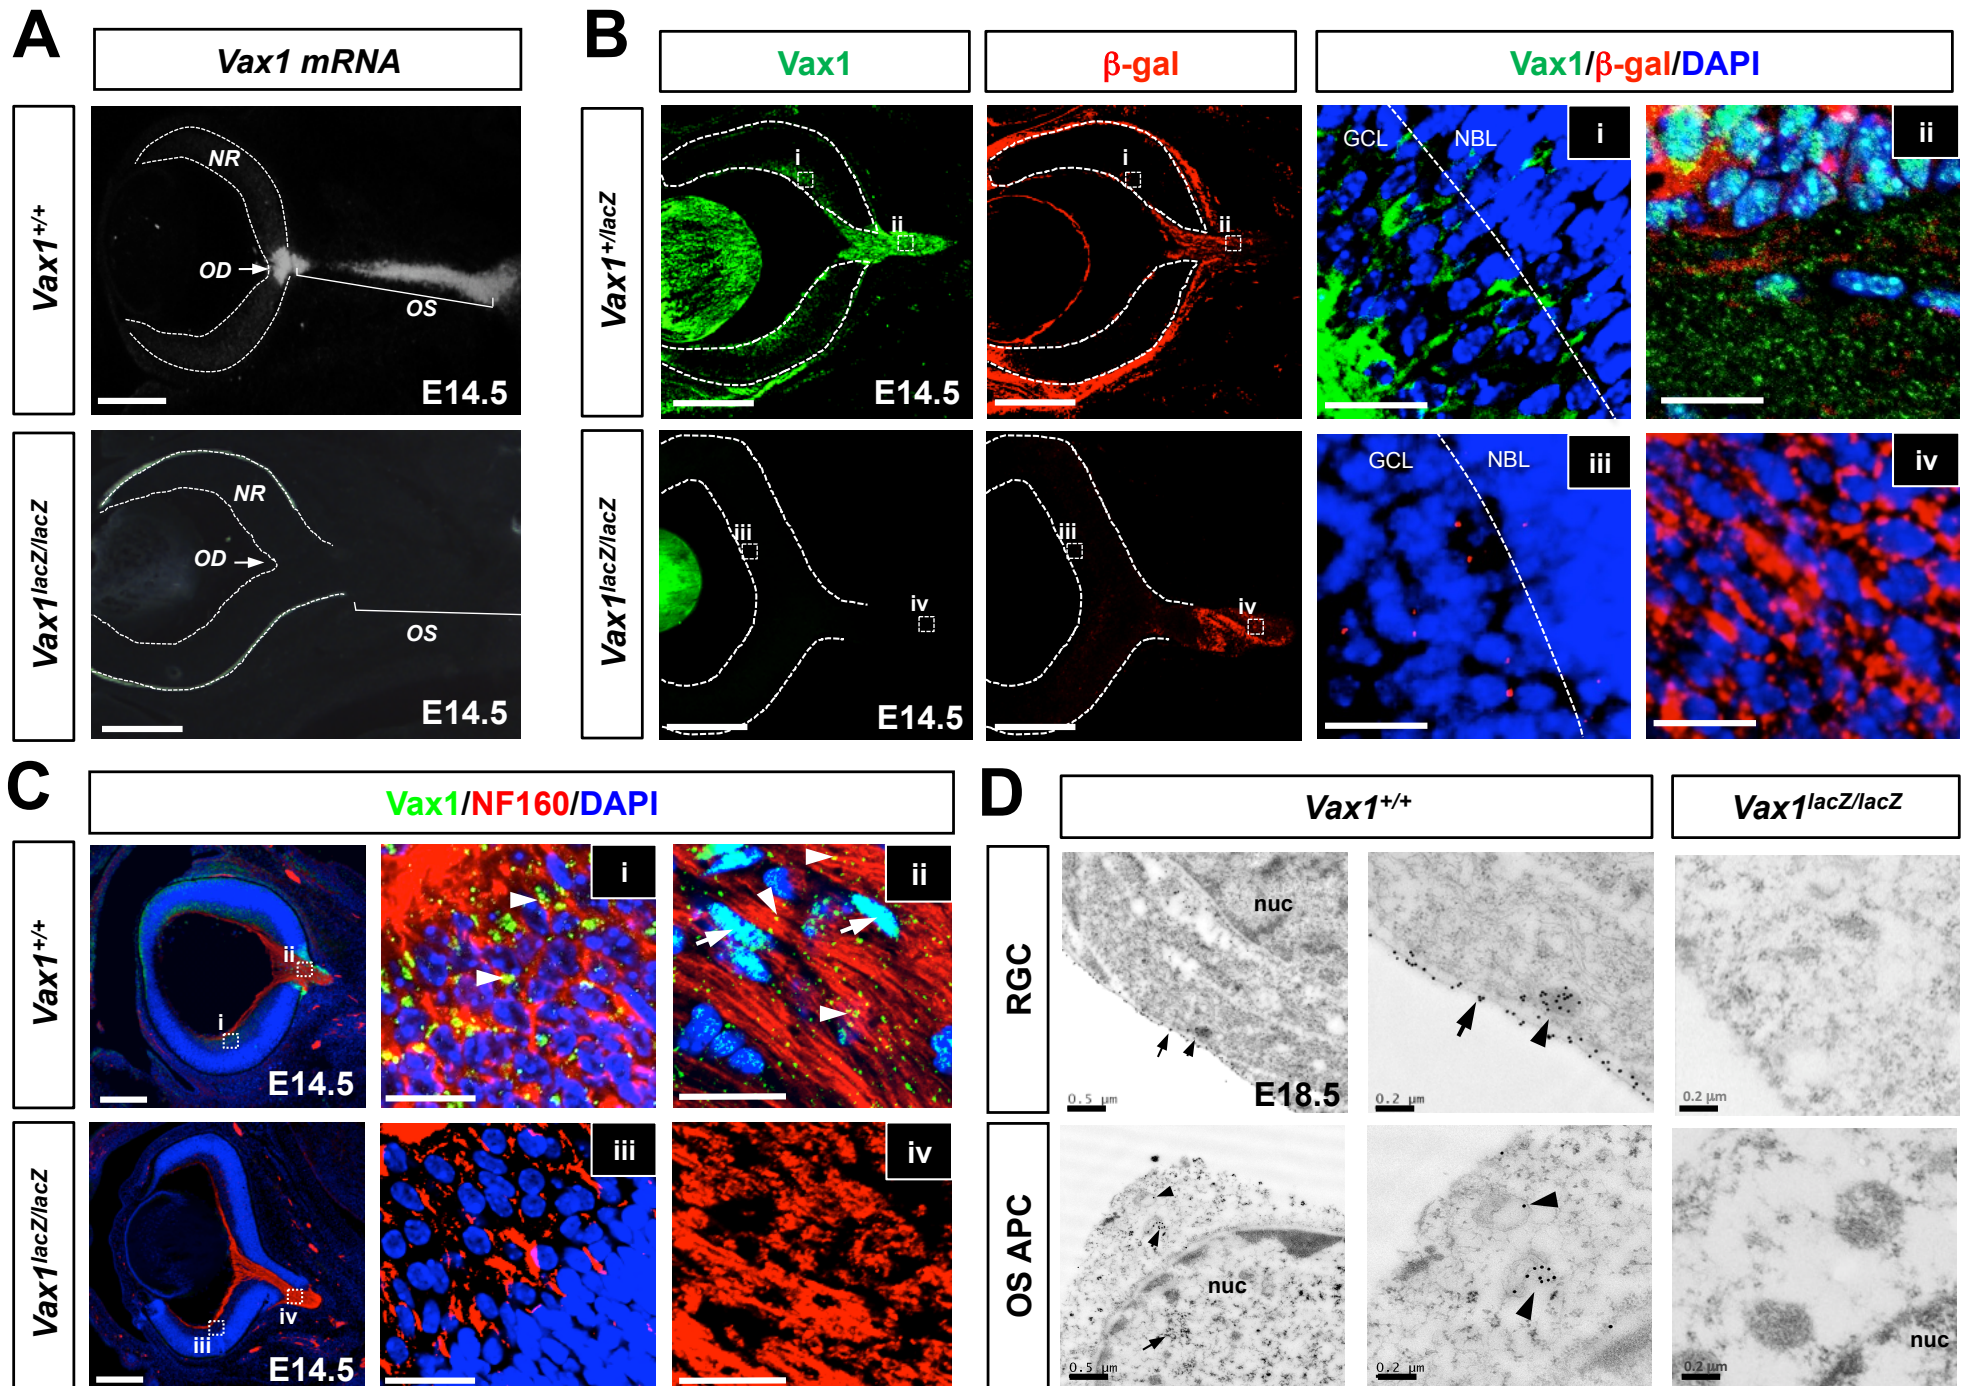 A
Vax1 mRNA
Vax1+/+
NR
OD
OS
E14.5
Vax1lacZ/lacZ
NR
OD
OS
E14.5
B
Vax1
β-gal
Vax1/β-gal/DAPI
Vax1+/lacZ
i
ii
E14.5
i
ii
GCL
NBL
i
ii
Vax1lacZ/lacZ
iii
iv
E14.5
iii
iv
GCL
NBL
iii
iv
C
Vax1/NF160/DAPI
Vax1+/+
i
ii
E14.5
i
ii
Vax1lacZ/lacZ
iii
iv
E14.5
iii
iv
D
Vax1+/+
Vax1lacZ/lacZ
RGC
nuc
0.5 µm
E18.5
0.2 µm
0.2 µm
OS APC
nuc
0.5 µm
0.2 µm
nuc
0.2 µm